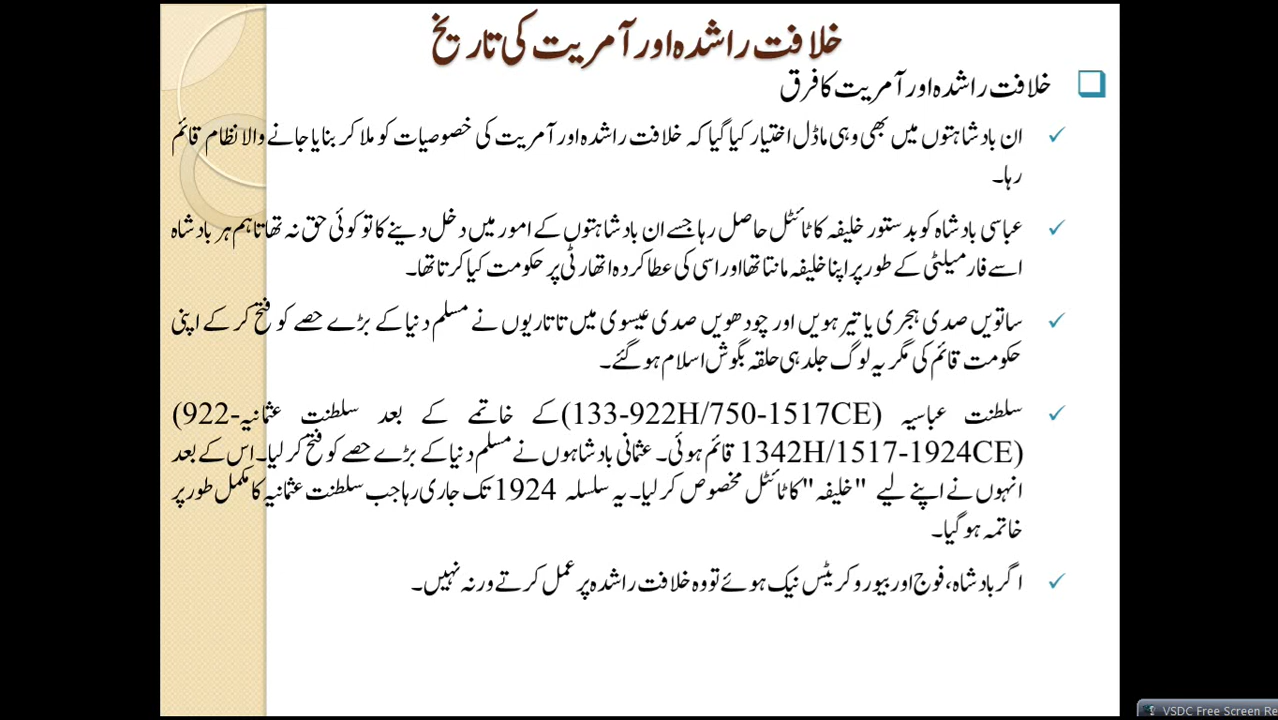 خلافت راشدہ اور آمریت کی تاریخ
خلافت راشدہ اور آمریت کا فرق
ان بادشاہتوں میں بھی وہی ماڈل اختیار کیا گیا کہ خلافت راشدہ اور آمریت کی خصوصیات کو ملا کر بنایا جانے والا نظام قائم
رہا۔
عباسی بادشاہ کو بدستور خلیفہ کا ٹائٹل حاصل رہا جسے ان بادشاہتوں کے امور میں دخل دینے کا تو کوئی حق نہ تھا تاہم ہر بادشاہ
اسے فارمیلٹی کے طور پر اپنا خلیفہ مانتا تھا اور اسی کی عطا کردہ اتھارٹی پر حکومت کیا کرتا تھا۔
ساتویں صدی ہجری یا تیرہویں اور چودھویں صدی عیسوی میں تاتاریوں نے مسلم دنیا کے بڑے حصے کو فتح کر کے اپنی
حکومت قائم کی مگر یہ لوگ جلد ہی حلقہ بگوش اسلام ہو گئے۔
سلطنت عباسیہ (133-922H/750-1517CE) کے خاتمے کے بعد سلطنت عثمانیہ (922-
1342H/1517-1924CE) قائم ہوئی۔ عثمانی بادشاہوں نے مسلم دنیا کے بڑے حصے کو فتح کر لیا۔ اس کے بعد
انہوں نے اپنے لیے "خلیفہ" کا ٹائٹل مخصوص کر لیا۔ یہ سلسلہ 1924 تک جاری رہا جب سلطنت عثمانیہ کا مکمل طور پر
خاتمہ ہو گیا۔
اگر بادشاہ، فوج اور بیوروکریٹس نیک ہوئے تو وہ خلافت راشدہ پر عمل کرتے ورنہ نہیں۔
VSDC Free Screen Re